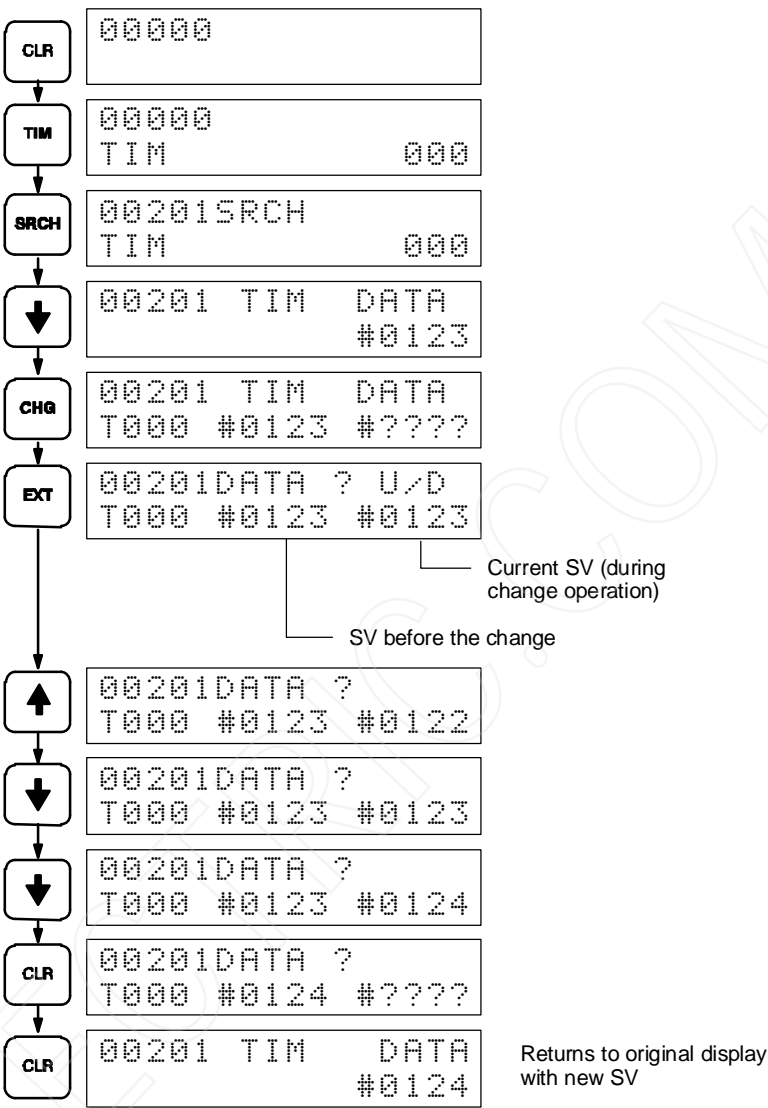 CLR
00000
TIM
00000
TIM 000
SRCH
00201SRCH
TIM 000
00201 TIM DATA
#0123
CHG
00201 TIM DATA
T000 #0123 #????
EXT
00201DATA ? U/D
T000 #0123 #0123
Current SV (during
change operation)
SV before the change
00201DATA ?
T000 #0123 #0122
00201DATA ?
T000 #0123 #0123
00201DATA ?
T000 #0123 #0124
CLR
00201DATA ?
T000 #0124 #????
CLR
00201 TIM DATA
#0124
Returns to original display
with new SV